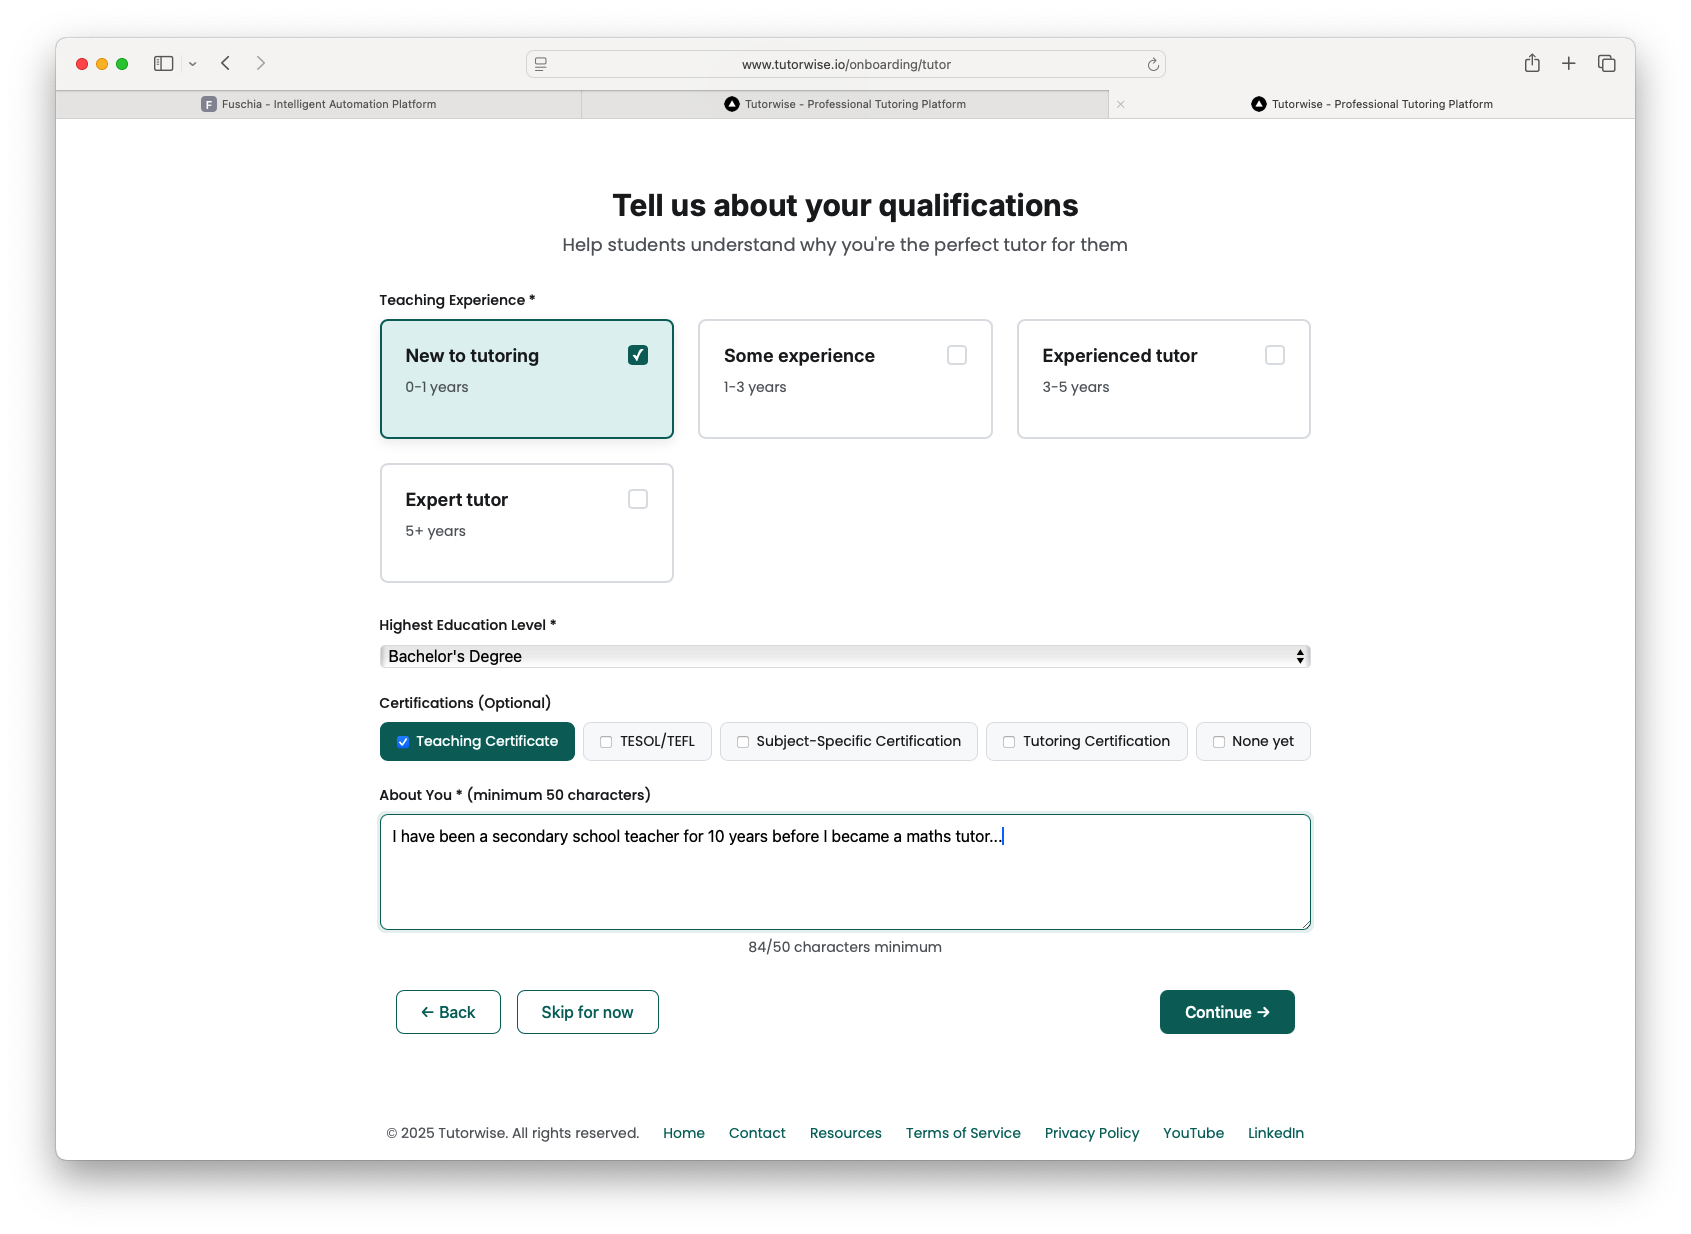 www.tutorwise.io/onboarding/tutor
F Fuschia - Intelligent Automation Platform
Tutorwise - Professional Tutoring Platform
Tutorwise - Professional Tutoring Platform
Tell us about your qualifications
Help students understand why you're the perfect tutor for them
Teaching Experience *
New to tutoring
0-1 years
Some experience
1-3 years
Experienced tutor
3-5 years
Expert tutor
5+ years
Highest Education Level *
Bachelor's Degree
Certifications (Optional)
Teaching Certificate
TESOL/TEFL
Subject-Specific Certification
Tutoring Certification
None yet
About You * (minimum 50 characters)
I have been a secondary school teacher for 10 years before I became a maths tutor...
84/50 characters minimum
← Back
Skip for now
Continue →
© 2025 Tutorwise. All rights reserved. Home Contact Resources Terms of Service Privacy Policy YouTube LinkedIn